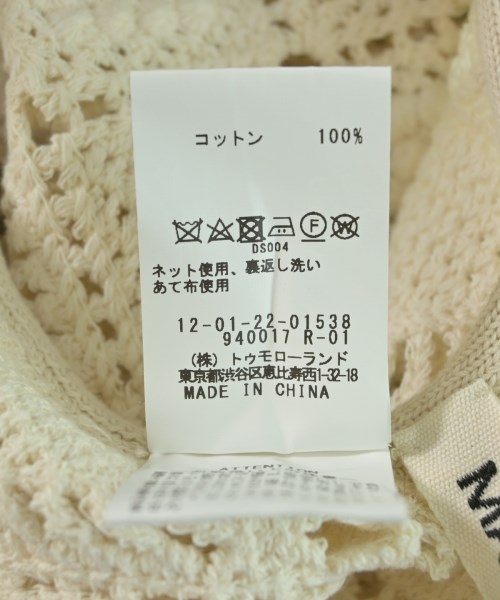 コットン 100%
F W
DS004
ネット使用、裏返し洗い
あて布使用
12-01-22-01538
940017 R-01
(株) トゥモローランド
東京都渋谷区恵比寿西1-32-18
MADE IN CHINA
ATTENTION